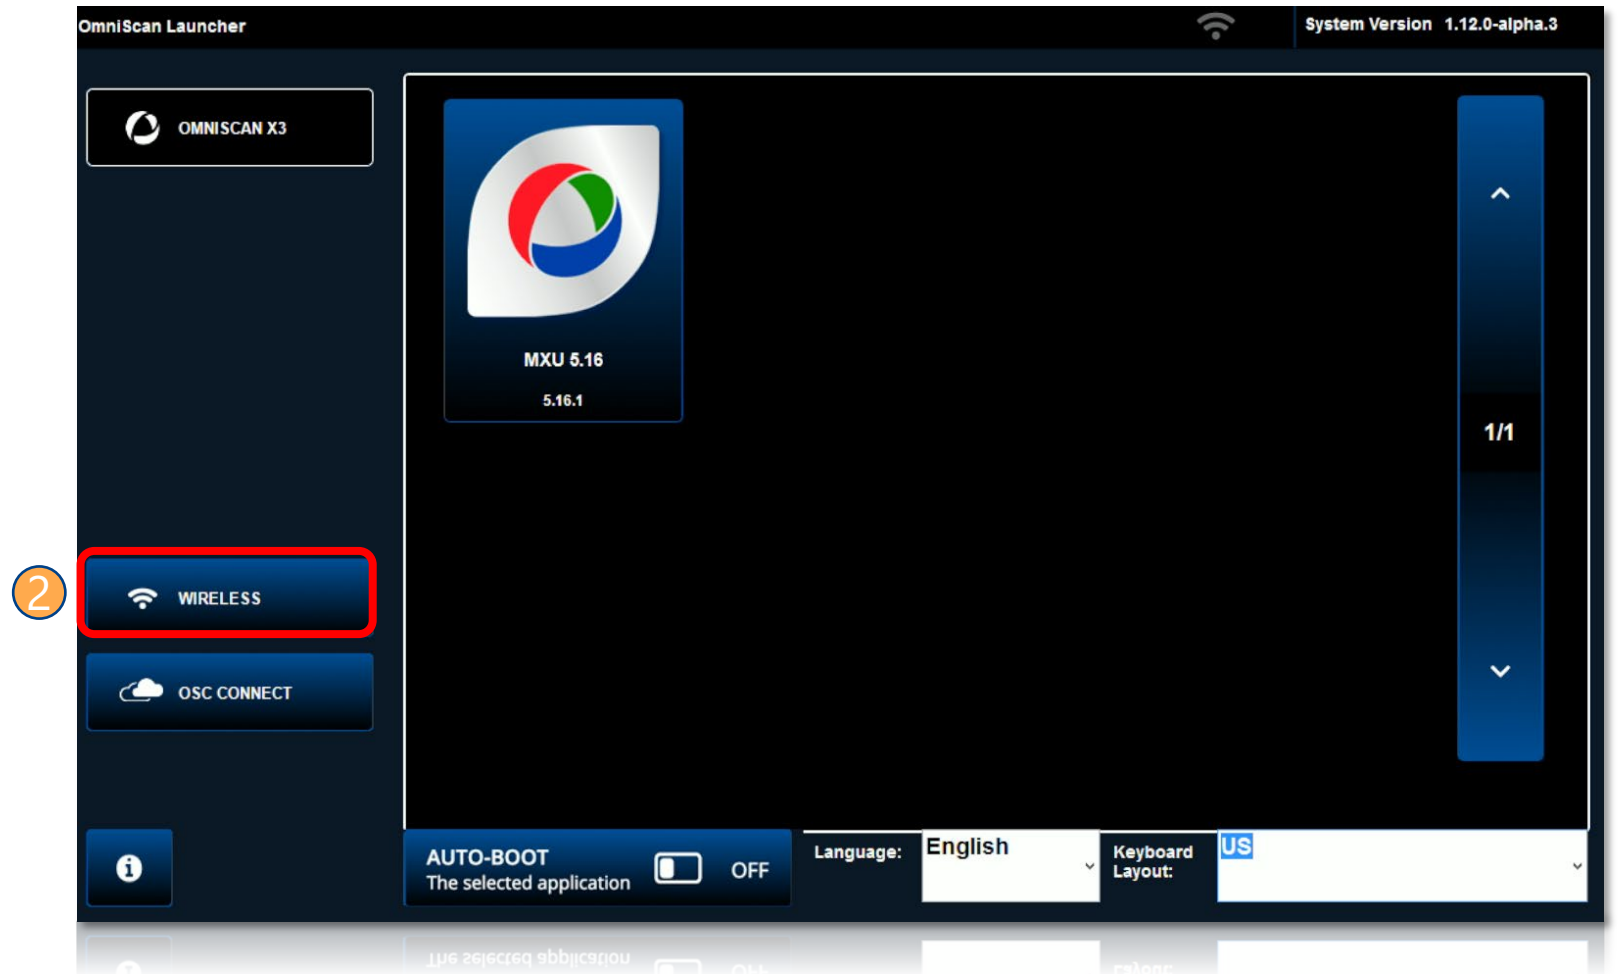 OmniScan Launcher
System Version 1.12.0-alpha.3
OMNISCAN X3
MXU 5.16
5.16.1
1/1
2
WIRELESS
OSC CONNECT
AUTO-BOOT
The selected application
OFF
Language:
English
Keyboard
Layout:
US